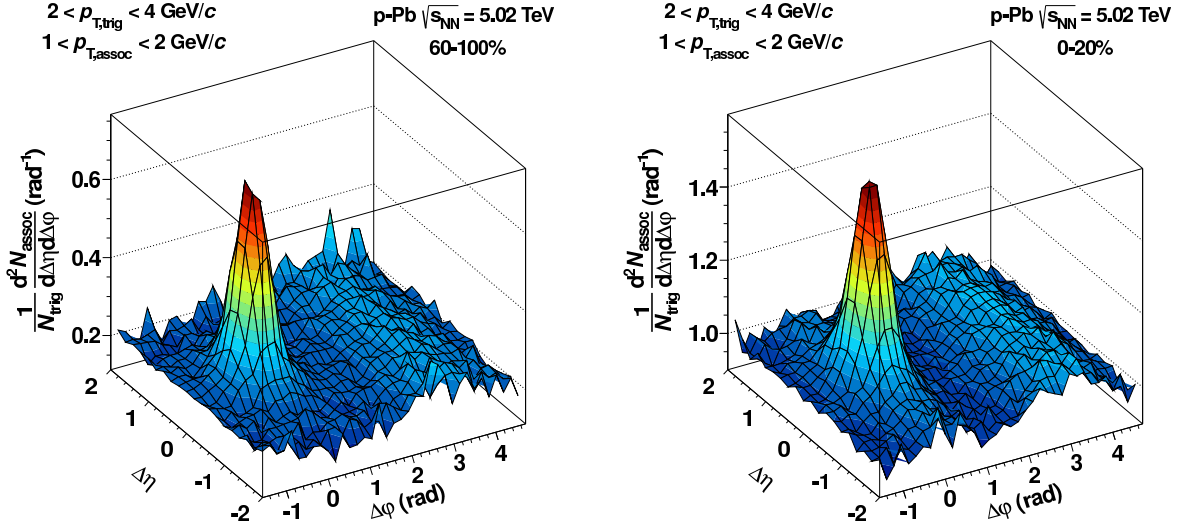 2 < p_T,trig < 4 GeV/c
1 < p_T,assoc < 2 GeV/c
p-Pb √s_NN = 5.02 TeV
60-100%
1/N_trig d²N_assoc/dΔηdΔφ (rad⁻¹)
0.6
0.4
0.2
2
1
0
-1
-2
Δη
-1
0
1
2
3
4
Δφ (rad)
2 < p_T,trig < 4 GeV/c
1 < p_T,assoc < 2 GeV/c
p-Pb √s_NN = 5.02 TeV
0-20%
1/N_trig d²N_assoc/dΔηdΔφ (rad⁻¹)
1.4
1.2
1.0
2
1
0
-1
-2
Δη
-1
0
1
2
3
4
Δφ (rad)